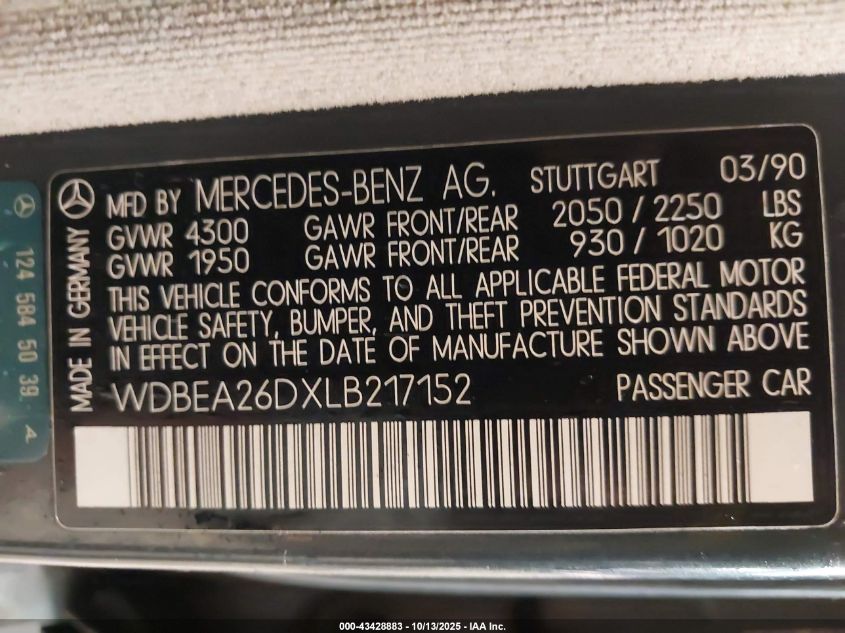 MFD BY MERCEDES-BENZ AG. STUTTGART 03/90
GVWR 4300 GAWR FRONT/REAR 2050 / 2250 LBS
GVWR 1950 GAWR FRONT/REAR 930 / 1020 KG
THIS VEHICLE CONFORMS TO ALL APPLICABLE FEDERAL MOTOR
VEHICLE SAFETY, BUMPER, AND THEFT PREVENTION STANDARDS
IN EFFECT ON THE DATE OF MANUFACTURE SHOWN ABOVE
WDBEA26DXLB217152 PASSENGER CAR
MADE IN GERMANY
124 584 50 39 A
000-43428883 - 10/13/2025 - IAA Inc.